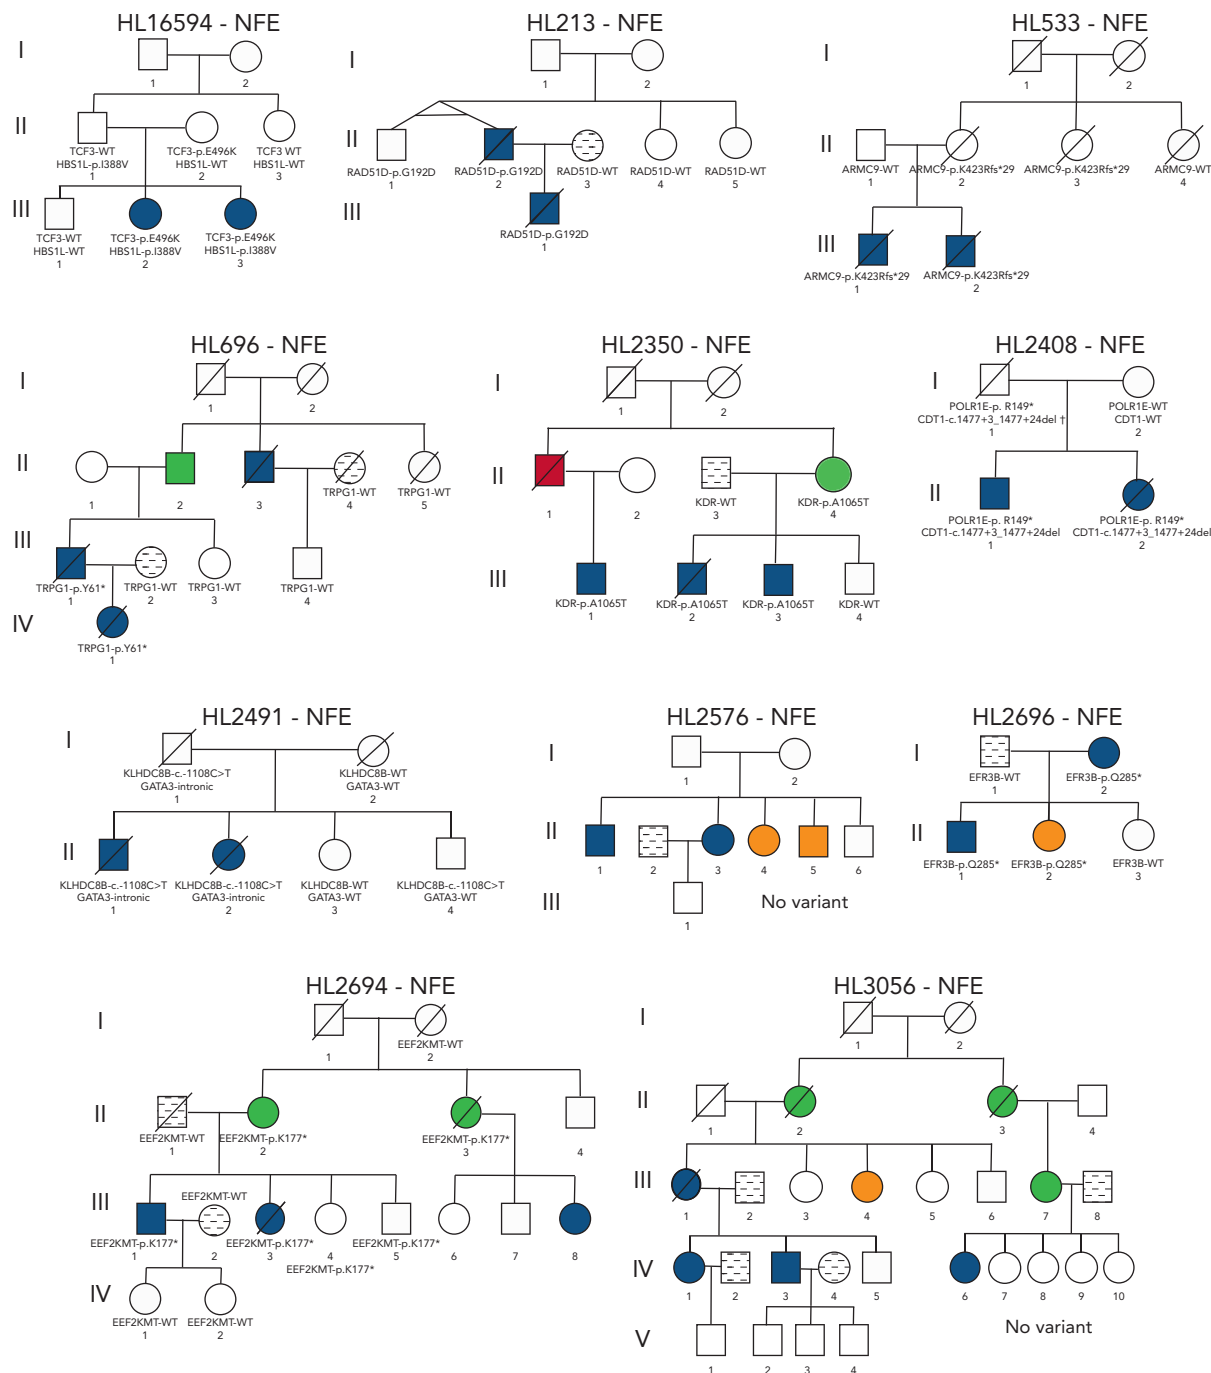 HL16594 - NFE
I
1
2
II
TCF3-WT
HBS1L-p.I388V
1
TCF3-p.E496K
HBS1L-WT
2
TCF3 WT
HBS1L-WT
3
III
TCF3-WT
HBS1L-WT
1
TCF3-p.E496K
HBS1L-p.I388V
2
TCF3-p.E496K
HBS1L-p.I388V
3
HL213 - NFE
I
1
2
II
RAD51D-p.G192D
1
RAD51D-p.G192D
2
RAD51D-WT
3
RAD51D-WT
4
RAD51D-WT
5
III
RAD51D-p.G192D
1
HL533 - NFE
I
1
2
II
ARMC9-WT
1
ARMC9-p.K423Rfs*29
2
ARMC9-p.K423Rfs*29
3
ARMC9-WT
4
III
ARMC9-p.K423Rfs*29
1
ARMC9-p.K423Rfs*29
2
HL696 - NFE
I
1
2
II
1
2
3
TRPG1-WT
4
TRPG1-WT
5
III
TRPG1-p.Y61*
1
TRPG1-WT
2
TRPG1-WT
3
TRPG1-WT
4
IV
TRPG1-p.Y61*
1
HL2350 - NFE
I
1
2
II
1
2
KDR-WT
3
KDR-p.A1065T
4
III
KDR-p.A1065T
1
KDR-p.A1065T
2
KDR-p.A1065T
3
KDR-WT
4
HL2408 - NFE
I
POLR1E-p. R149*
CDT1-c.1477+3_1477+24del †
1
POLR1E-WT
CDT1-WT
2
II
POLR1E-p. R149*
CDT1-c.1477+3_1477+24del
1
POLR1E-p. R149*
CDT1-c.1477+3_1477+24del
2
HL2491 - NFE
I
KLHDC8B-c.-1108C>T
GATA3-intronic
1
KLHDC8B-WT
GATA3-WT
2
II
KLHDC8B-c.-1108C>T
GATA3-intronic
1
KLHDC8B-c.-1108C>T
GATA3-intronic
2
KLHDC8B-WT
GATA3-WT
3
KLHDC8B-c.-1108C>T
GATA3-WT
4
HL2576 - NFE
I
1
2
II
1
2
3
4
5
6
III
1
No variant
HL2696 - NFE
I
EFR3B-WT
1
EFR3B-p.Q285*
2
II
EFR3B-p.Q285*
1
EFR3B-p.Q285*
2
EFR3B-WT
3
HL2694 - NFE
I
1
EEF2KMT-WT
2
II
EEF2KMT-WT
1
EEF2KMT-p.K177*
2
EEF2KMT-p.K177*
3
4
III
EEF2KMT-p.K177*
1
EEF2KMT-WT
2
EEF2KMT-p.K177*
3
4
EEF2KMT-p.K177*
EEF2KMT-p.K177*
5
6
7
8
IV
EEF2KMT-WT
1
EEF2KMT-WT
2
HL3056 - NFE
I
1
2
II
1
2
3
4
III
1
2
3
4
5
6
7
8
IV
1
2
3
4
5
6
7
8
9
10
No variant
V
1
2
3
4